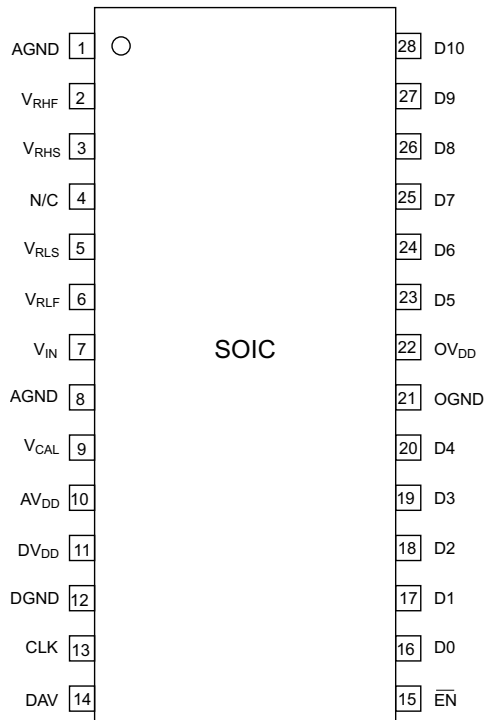 AGND 1 28 D10
VRHF 2 27 D9
VRHS 3 26 D8
N/C 4 25 D7
VRLS 5 24 D6
VRLF 6 23 D5
VIN 7 SOIC 22 OVDD
AGND 8 21 OGND
VCAL 9 20 D4
AVDD 10 19 D3
DVDD 11 18 D2
DGND 12 17 D1
CLK 13 16 D0
DAV 14 15 E̅N̅